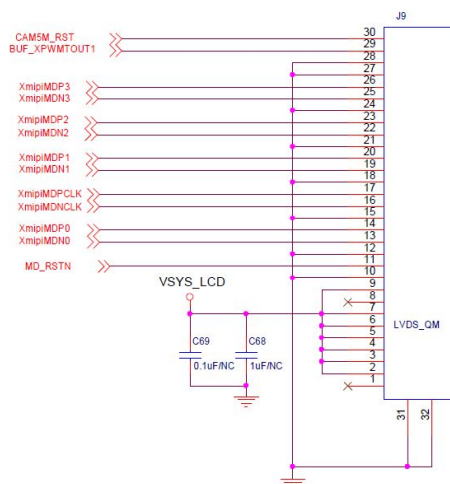 J9
CAM5M_RST 30
BUF_XPWMTOUT1 29
28
27
XmipiMDP3 26
XmipiMDN3 25
24
XmipiMDP2 23
XmipiMDN2 22
21
XmipiMDP1 20
XmipiMDN1 19
18
XmipiMDPCLK 17
XmipiMDNCLK 16
15
XmipiMDP0 14
XmipiMDN0 13
12
MD_RSTN 11
10
9
VSYS_LCD 8
7
6 LVDS_QM
5
C69 C68 4
3
0.1uF/NC 1uF/NC 2
1
31 32